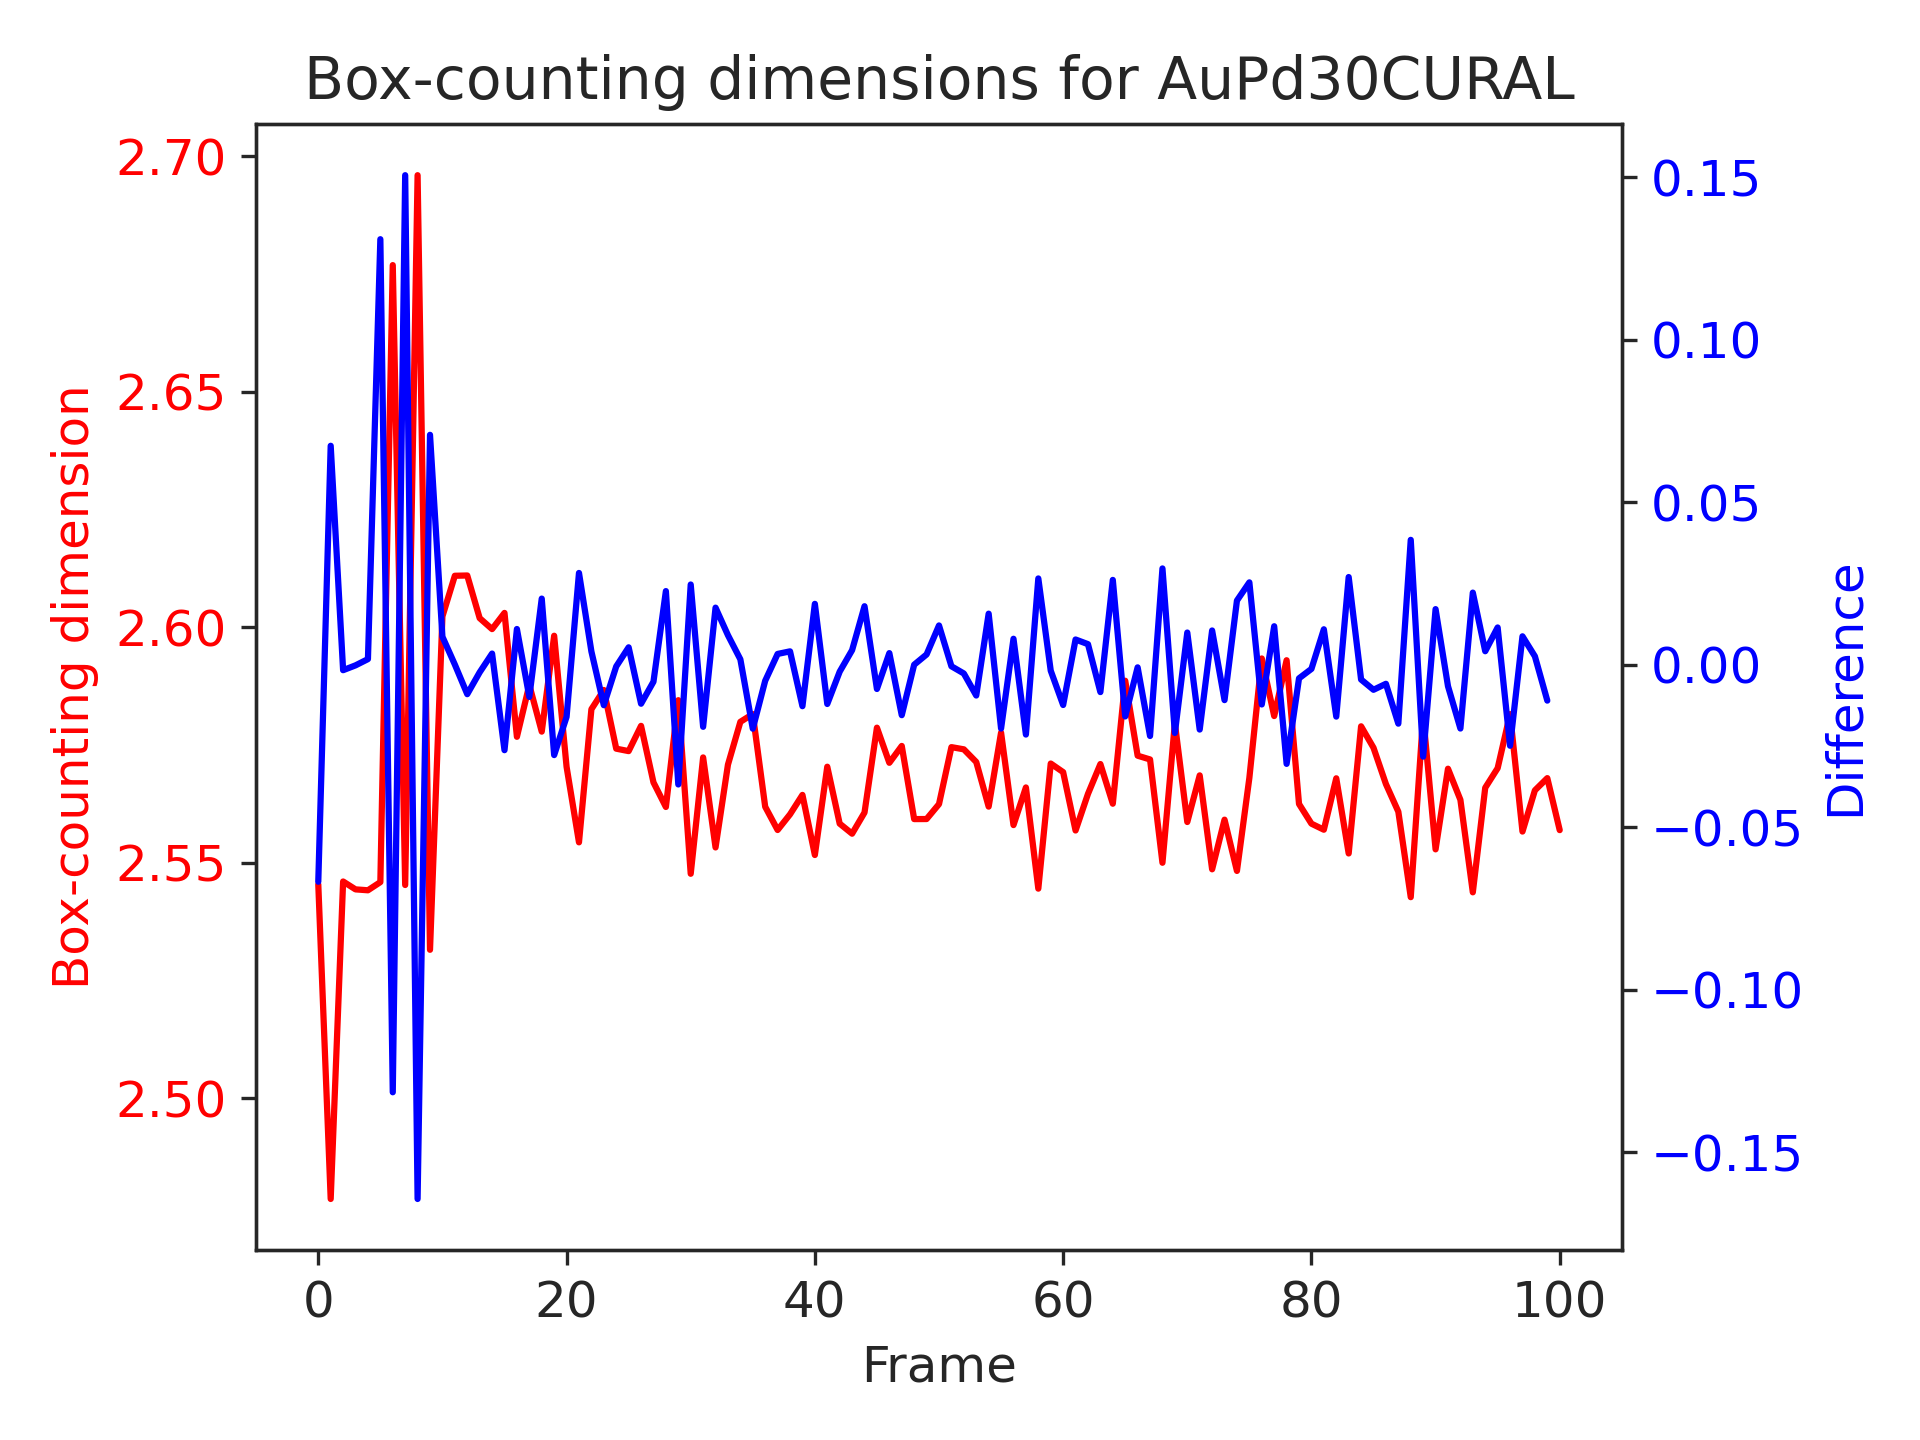 Box-counting dimensions for AuPd30CURAL
2.70
2.65
2.60
2.55
2.50
Box-counting dimension
0.15
0.10
0.05
0.00
−0.05
−0.10
−0.15
Difference
0 20 40 60 80 100
Frame